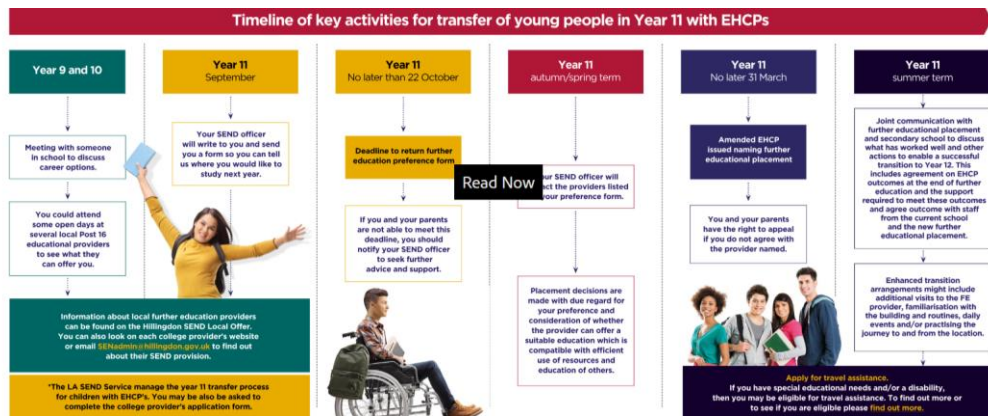 Timeline of key activities for transfer of young people in Year 11 with EHCPs
Year 9 and 10
Meeting with someone
in school to discuss
career options.
You could attend
some open days at
several local Post 16
educational providers
to see what they
can offer you.
Year 11
September
Your SEND officer
will write to you and send
you a form so you can tell
us where you would like to
study next year.
Information about local further education providers
can be found on the Hillingdon SEND Local Offer.
You can also look on each college provider's website
or email SENadmin@hillingdon.gov.uk to find out
about their SEND provision.
*The LA SEND Service manage the year 11 transfer process
for children with EHCP's. You may also be asked to
complete the college provider's application form.
Year 11
No later than 22 October
Deadline to return further
education preference form
If you and your parents
are not able to meet this
deadline, you should
notify your SEND officer
to seek further
advice and support.
Year 11
autumn/spring term
Read Now
our SEND officer will
act the providers listed
your preference form.
Placement decisions are
made with due regard for
your preference and
consideration of whether
the provider can offer a
suitable education which is
compatible with efficient
use of resources and
education of others.
Year 11
No later 31 March
Amended EHCP
issued naming further
educational placement
You and your parents
have the right to appeal
if you do not agree with
the provider named.
Year 11
summer term
Joint communication with
further educational placement and
secondary school to discuss
what has worked well and other
actions to enable a successful
transition to Year 12. This
includes agreement on EHCP
outcomes at the end of further
education and the support
required to meet these outcomes
and agree outcome with staff
from the current school
and the new further
educational placement.
Enhanced transition
arrangements might include
additional visits to the FE
provider, familiarisation with
the building and routines, daily
events and/or practising the
journey to and from the location.
Apply for travel assistance.
If you have special educational needs and/or a disability,
then you may be eligible for travel assistance. To find out more or
to see if you are eligible please find out more.